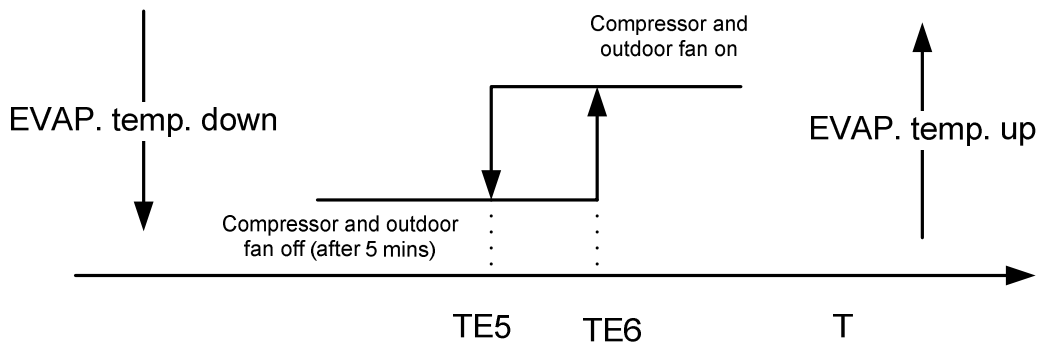 Compressor and
outdoor fan on
EVAP. temp. down
EVAP. temp. up
Compressor and outdoor
fan off (after 5 mins)
TE5
TE6
T